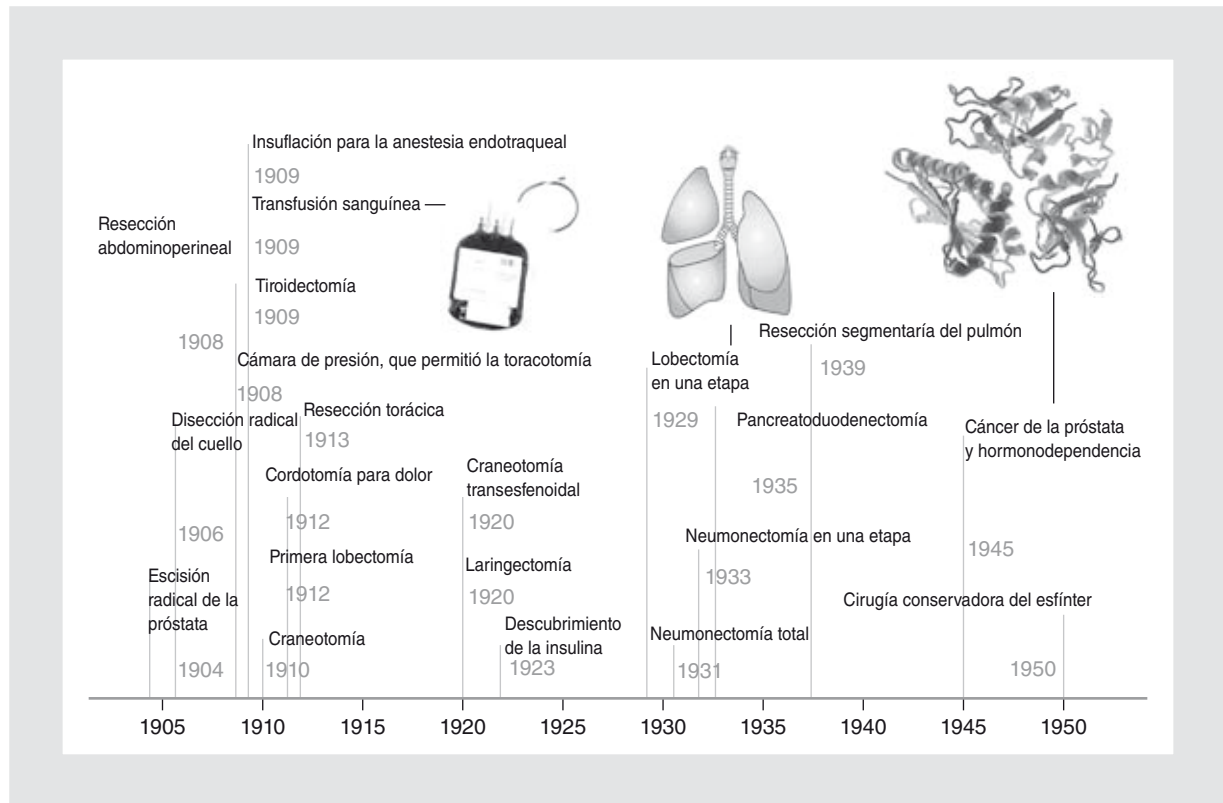 Insuflación para la anestesia endotraqueal
1909
Transfusión sanguínea
1909
Resección
abdominoperineal
1908
Tiroidectomía
1909
Cámara de presión, que permitió la toracotomía
1908
Disección radical
del cuello
1906
Resección torácica
1913
Cordotomía para dolor
1912
Primera lobectomía
1912
Escisión
radical de la
próstata
1904
Craneotomía
1910
Craneotomía
transesfenoidal
1920
Laringectomía
1920
Descubrimiento
de la insulina
1923
Lobectomía
en una etapa
1929
Resección segmentaría del pulmón
1939
Pancreatoduodenectomía
1935
Neumonectomía en una etapa
1933
Neumonectomía total
1931
Cáncer de la próstata
y hormonodependencia
1945
Cirugía conservadora del esfínter
1950
1905
1910
1915
1920
1925
1930
1935
1940
1945
1950